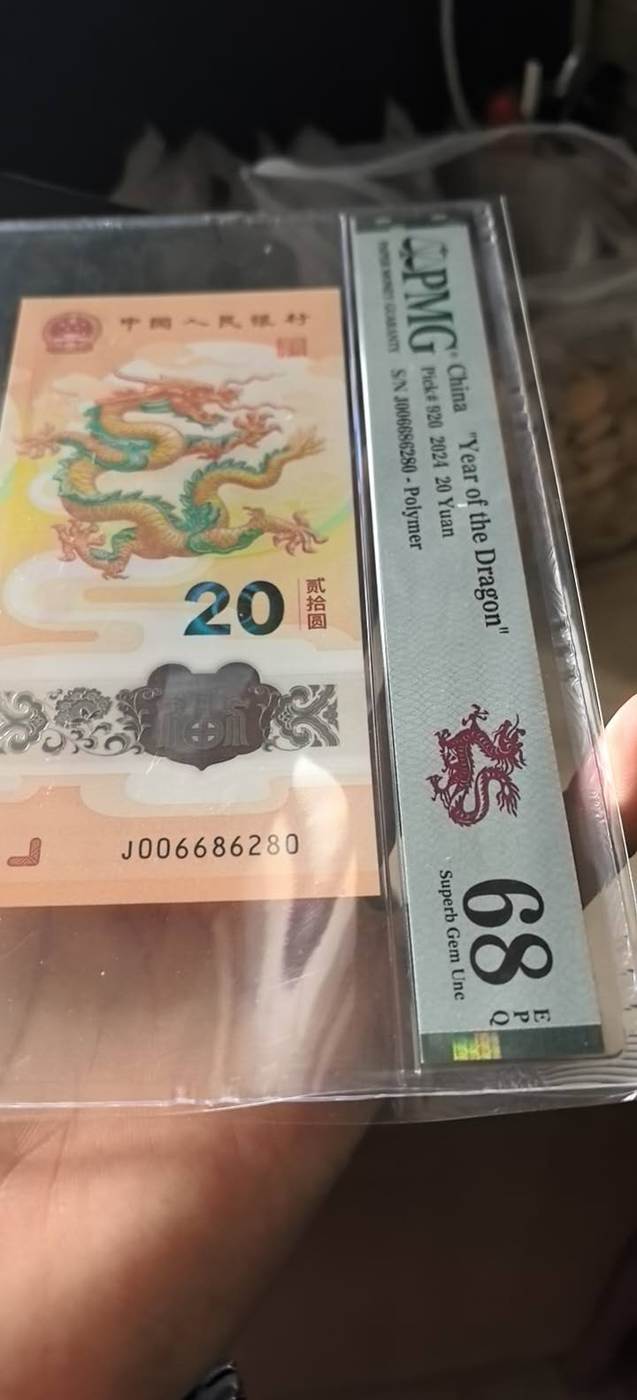 中国人民银行
20
贰拾圆
福
J006686280
PMG®
PAPER MONEY GUARANTY
China "Year of the Dragon"
Pick# 920 2024 20 Yuan
S/N J006686280 - Polymer
68
EPQ
Superb Gem Unc